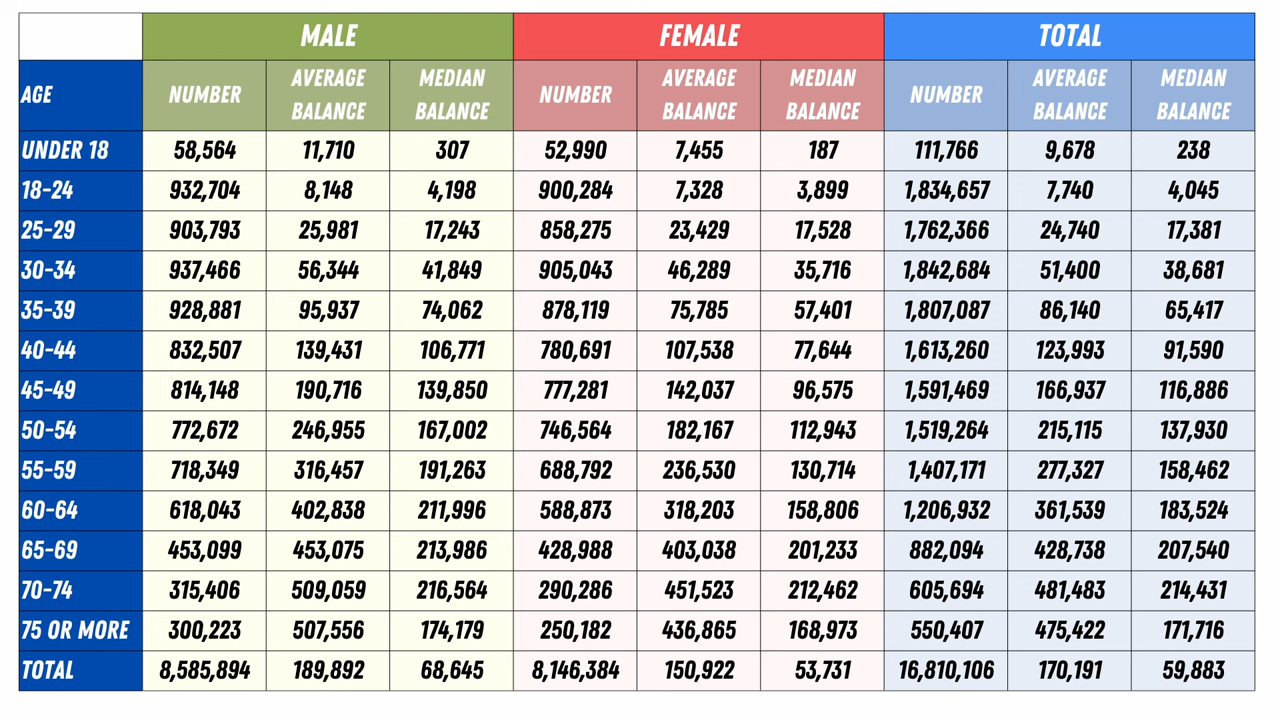 MALE FEMALE TOTAL
AGE NUMBER AVERAGE BALANCE MEDIAN BALANCE NUMBER AVERAGE BALANCE MEDIAN BALANCE NUMBER AVERAGE BALANCE MEDIAN BALANCE
UNDER 18 58,564 11,710 307 52,990 7,455 187 111,766 9,678 238
18-24 932,704 8,148 4,198 900,284 7,328 3,899 1,834,657 7,740 4,045
25-29 903,793 25,981 17,243 858,275 23,429 17,528 1,762,366 24,740 17,381
30-34 937,466 56,344 41,849 905,043 46,289 35,716 1,842,684 51,400 38,681
35-39 928,881 95,937 74,062 878,119 75,785 57,401 1,807,087 86,140 65,417
40-44 832,507 139,431 106,771 780,691 107,538 77,644 1,613,260 123,993 91,590
45-49 814,148 190,716 139,850 777,281 142,037 96,575 1,591,469 166,937 116,886
50-54 772,672 246,955 167,002 746,564 182,167 112,943 1,519,264 215,115 137,930
55-59 718,349 316,457 191,263 688,792 236,530 130,714 1,407,171 277,327 158,462
60-64 618,043 402,838 211,996 588,873 318,203 158,806 1,206,932 361,539 183,524
65-69 453,099 453,075 213,986 428,988 403,038 201,233 882,094 428,738 207,540
70-74 315,406 509,059 216,564 290,286 451,523 212,462 605,694 481,483 214,431
75 OR MORE 300,223 507,556 174,179 250,182 436,865 168,973 550,407 475,422 171,716
TOTAL 8,585,894 189,892 68,645 8,146,384 150,922 53,731 16,810,106 170,191 59,883